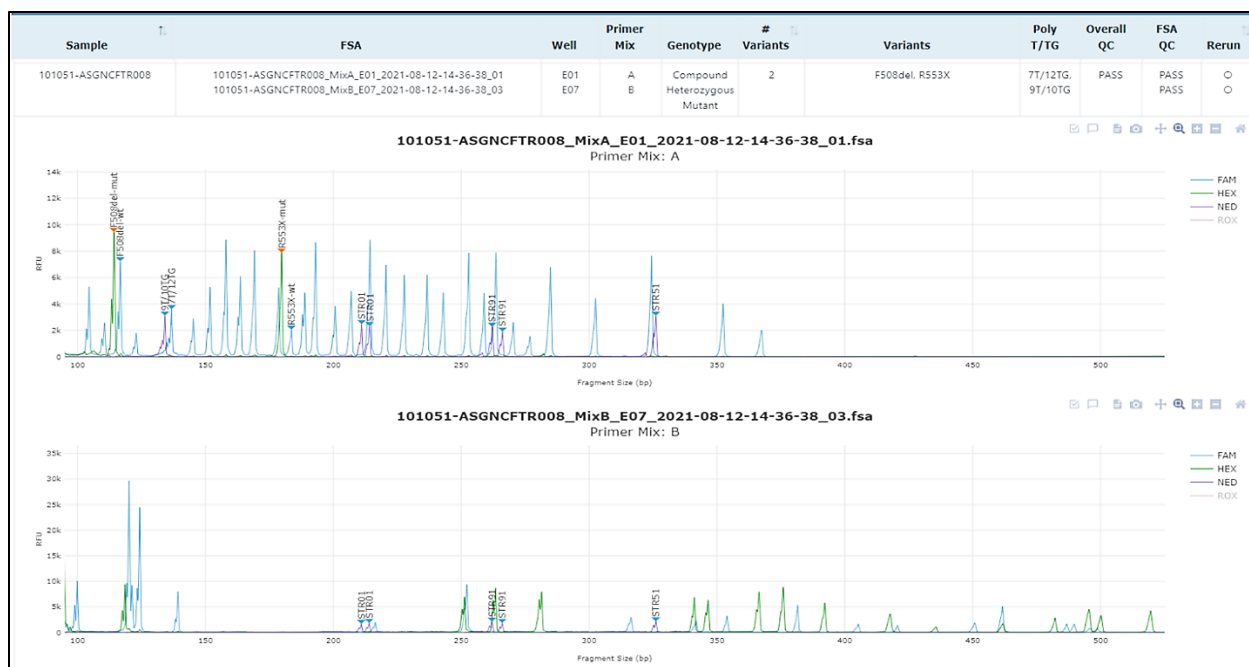 Sample FSA Well Primer Mix Genotype # Variants Variants Poly T/TG Overall QC FSA QC Rerun
101051-ASGNCFTR008 101051-ASGNCFTR008_MixA_E01_2021-08-12-14-36-38_01 E01 A Compound 2 F508del, R553X 7T/12TG, PASS PASS
101051-ASGNCFTR008_MixB_E07_2021-08-12-14-36-38_03 E07 B Heterozygous 9T/10TG PASS
Mutant
101051-ASGNCFTR008_MixA_E01_2021-08-12-14-36-38_01.fsa
Primer Mix: A
14k
12k
10k
8k
6k
4k
2k
0
RFU
F508del-mut
F508del-wt
9T/10TG
7T/12TG
R553X-mut
R553X-wt
STR01
STR01
STR91
STR91
STR51
FAM
HEX
NED
ROX
100 150 200 250 300 350 400 450 500
Fragment Size (bp)
101051-ASGNCFTR008_MixB_E07_2021-08-12-14-36-38_03.fsa
Primer Mix: B
35k
30k
25k
20k
15k
10k
5k
0
RFU
STR01
STR01
STR91
STR91
STR51
FAM
HEX
NED
ROX
100 150 200 250 300 350 400 450 500
Fragment Size (bp)